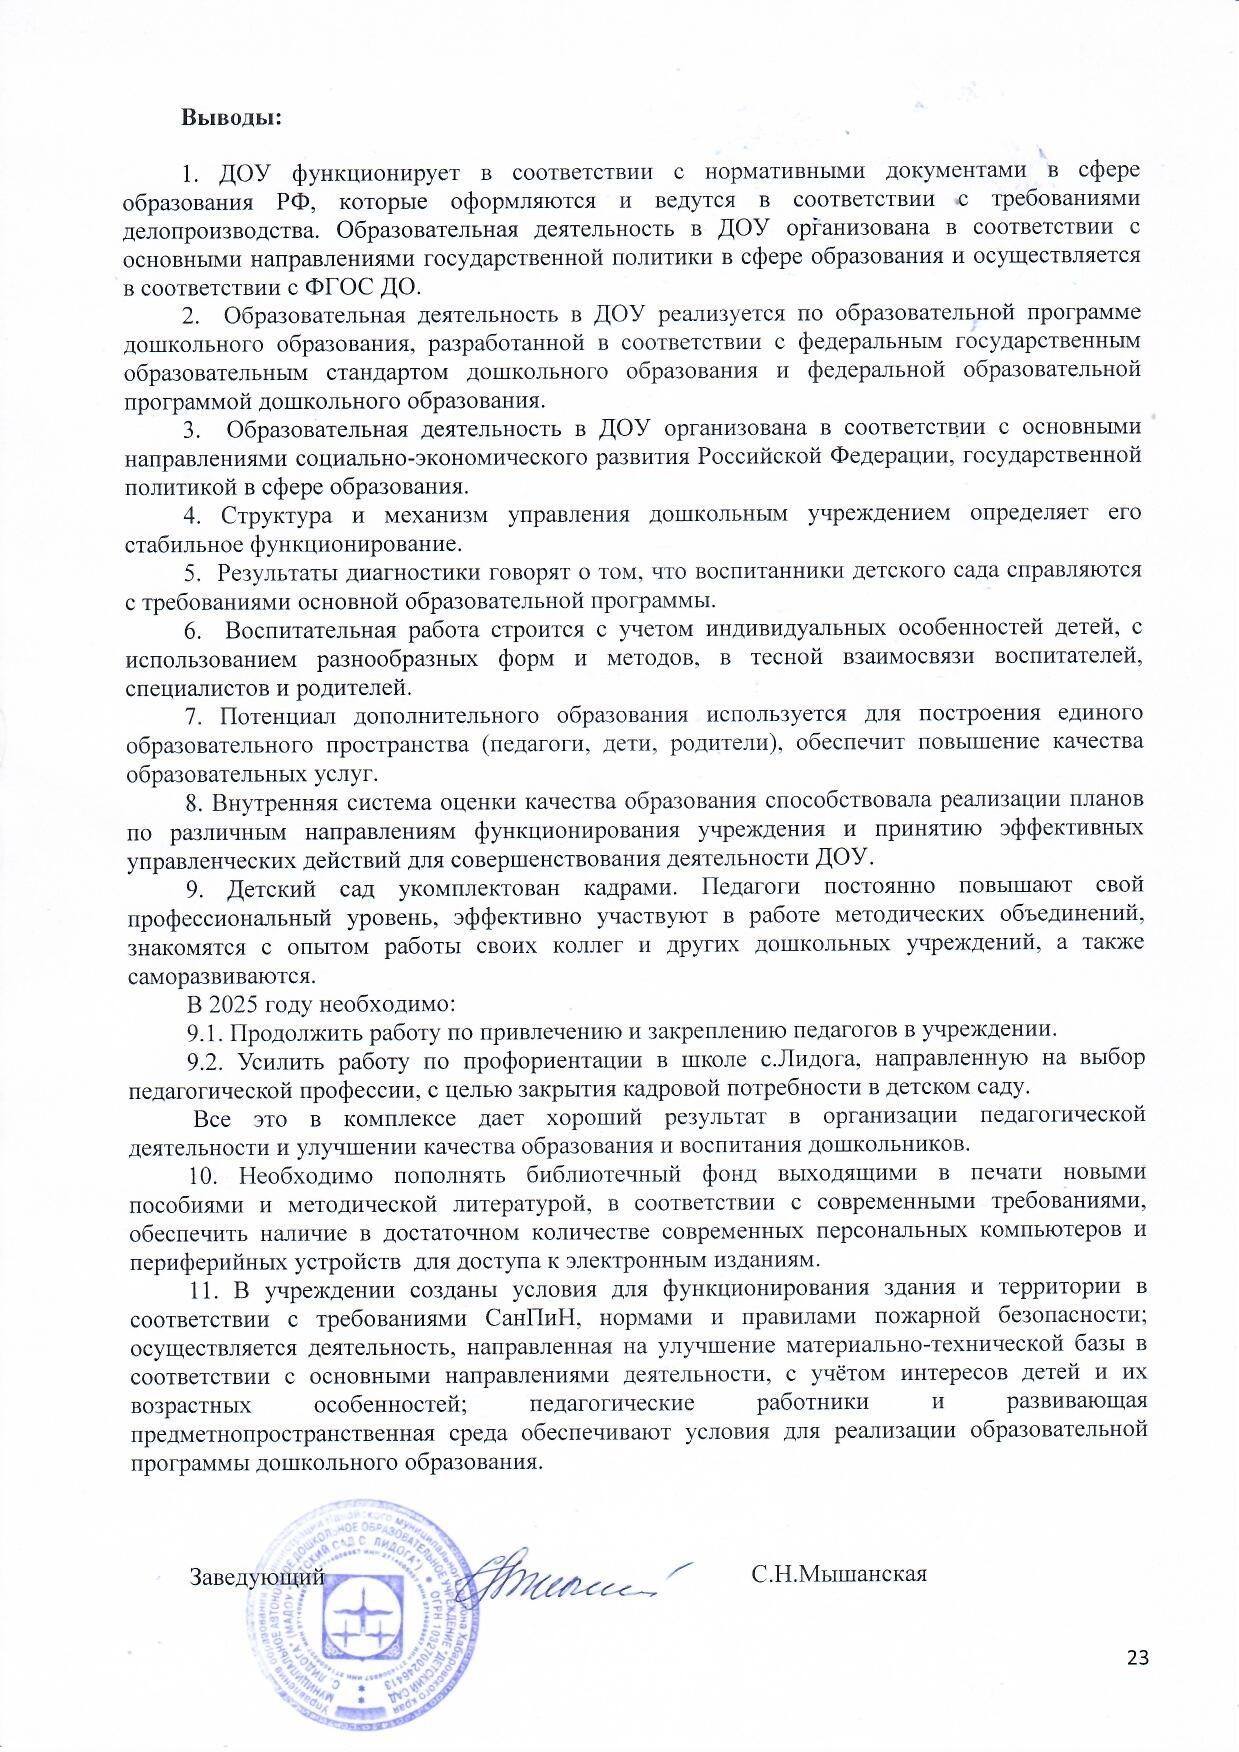 Выводы:
1. ДОУ функционирует в соответствии с нормативными документами в сфере
образования РФ, которые оформляются и ведутся в соответствии с требованиями
делопроизводства. Образовательная деятельность в ДОУ организована в соответствии с
основными направлениями государственной политики в сфере образования и осуществляется
в соответствии с ФГОС ДО.
2. Образовательная деятельность в ДОУ реализуется по образовательной программе
дошкольного образования, разработанной в соответствии с федеральным государственным
образовательным стандартом дошкольного образования и федеральной образовательной
программой дошкольного образования.
3. Образовательная деятельность в ДОУ организована в соответствии с основными
направлениями социально-экономического развития Российской Федерации, государственной
политикой в сфере образования.
4. Структура и механизм управления дошкольным учреждением определяет его
стабильное функционирование.
5. Результаты диагностики говорят о том, что воспитанники детского сада справляются
с требованиями основной образовательной программы.
6. Воспитательная работа строится с учетом индивидуальных особенностей детей, с
использованием разнообразных форм и методов, в тесной взаимосвязи воспитателей,
специалистов и родителей.
7. Потенциал дополнительного образования используется для построения единого
образовательного пространства (педагоги, дети, родители), обеспечит повышение качества
образовательных услуг.
8. Внутренняя система оценки качества образования способствовала реализации планов
по различным направлениям функционирования учреждения и принятию эффективных
управленческих действий для совершенствования деятельности ДОУ.
9. Детский сад укомплектован кадрами. Педагоги постоянно повышают свой
профессиональный уровень, эффективно участвуют в работе методических объединений,
знакомятся с опытом работы своих коллег и других дошкольных учреждений, а также
саморазвиваются.
В 2025 году необходимо:
9.1. Продолжить работу по привлечению и закреплению педагогов в учреждении.
9.2. Усилить работу по профориентации в школе с.Лидога, направленную на выбор
педагогической профессии, с целью закрытия кадровой потребности в детском саду.
Все это в комплексе дает хороший результат в организации педагогической
деятельности и улучшении качества образования и воспитания дошкольников.
10. Необходимо пополнять библиотечный фонд выходящими в печати новыми
пособиями и методической литературой, в соответствии с современными требованиями,
обеспечить наличие в достаточном количестве современных персональных компьютеров и
периферийных устройств для доступа к электронным изданиям.
11. В учреждении созданы условия для функционирования здания и территории в
соответствии с требованиями СанПиН, нормами и правилами пожарной безопасности;
осуществляется деятельность, направленная на улучшение материально-технической базы в
соответствии с основными направлениями деятельности, с учётом интересов детей и их
возрастных особенностей; педагогические работники и развивающая
предметнопространственная среда обеспечивают условия для реализации образовательной
программы дошкольного образования.
Заведующий С.Н.Мышанская
МУНИЦИПАЛЬНОЕ АВТОНОМНОЕ ДОШКОЛЬНОЕ ОБРАЗОВАТЕЛЬНОЕ УЧРЕЖДЕНИЕ "ДЕТСКИЙ САД
С. ЛИДОГА" (МАДОУ "ДЕТСКИЙ САД С. ЛИДОГА") * ОГРН 1032700246413
23